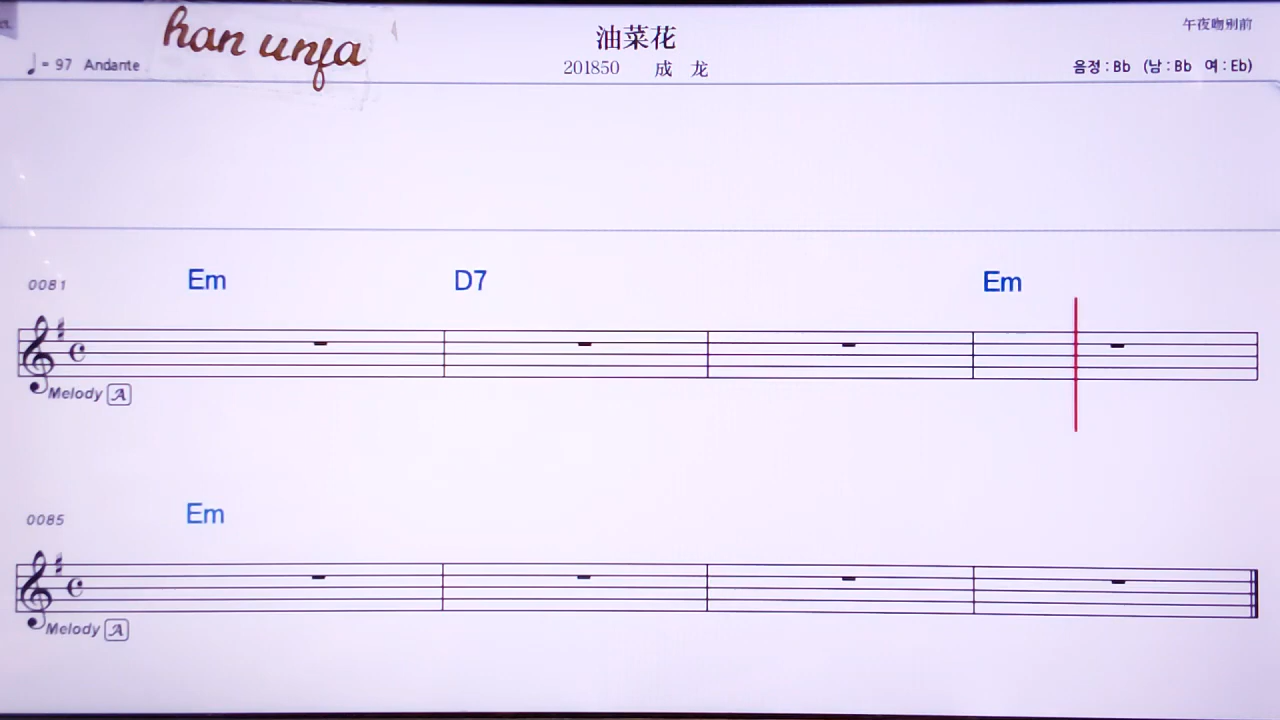 han unfa
油菜花
午夜吻别前
♩= 97 Andante
201850 成 龙
음정 : Bb (남 : Bb 여 : Eb)
Em D7 Em
0081
Melody A
Em
0085
Melody A